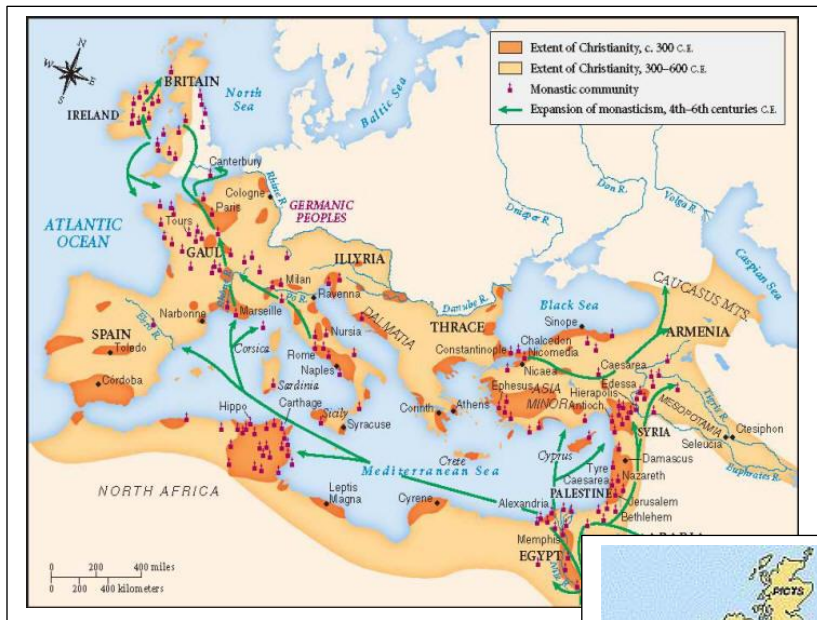 Extent of Christianity, c. 300 C.E.
Extent of Christianity, 300–600 C.E.
Monastic community
Expansion of monasticism, 4th–6th centuries C.E.
N
W
E
S
BRITAIN
North
Sea
IRELAND
Baltic Sea
Canterbury
Cologne
Rhine R.
Paris
GERMANIC
PEOPLES
Dnieper R.
Don R.
Volga R.
ATLANTIC
OCEAN
Tours
GAUL
ILLYRIA
Caspian Sea
Milan
Po R.
Ravenna
Danube R.
CAUCASUS MTS.
Black Sea
Narbonne
Marseille
DALMATIA
Sinope
SPAIN
Ebro R.
Nursia
THRACE
ARMENIA
Toledo
Corsica
Rome
Constantinople
Chalcedon
Nicomedia
Naples
Nicaea
Caesarea
Córdoba
Sardinia
Ephesus
ASIA
MINOR
Hierapolis
Edessa
Tigris R.
Hippo
Carthage
Sicily
Corinth
Athens
Antioch
MESOPOTAMIA
Syracuse
SYRIA
Ctesiphon
Seleucia
Crete
Cyprus
Damascus
Euphrates R.
Mediterranean Sea
Tyre
Caesarea
Nazareth
NORTH AFRICA
Leptis
Magna
Cyrene
Alexandria
PALESTINE
Jerusalem
Bethlehem
Memphis
EGYPT
Nile R.
0 200 400 miles
0 200 400 kilometers
PICTS